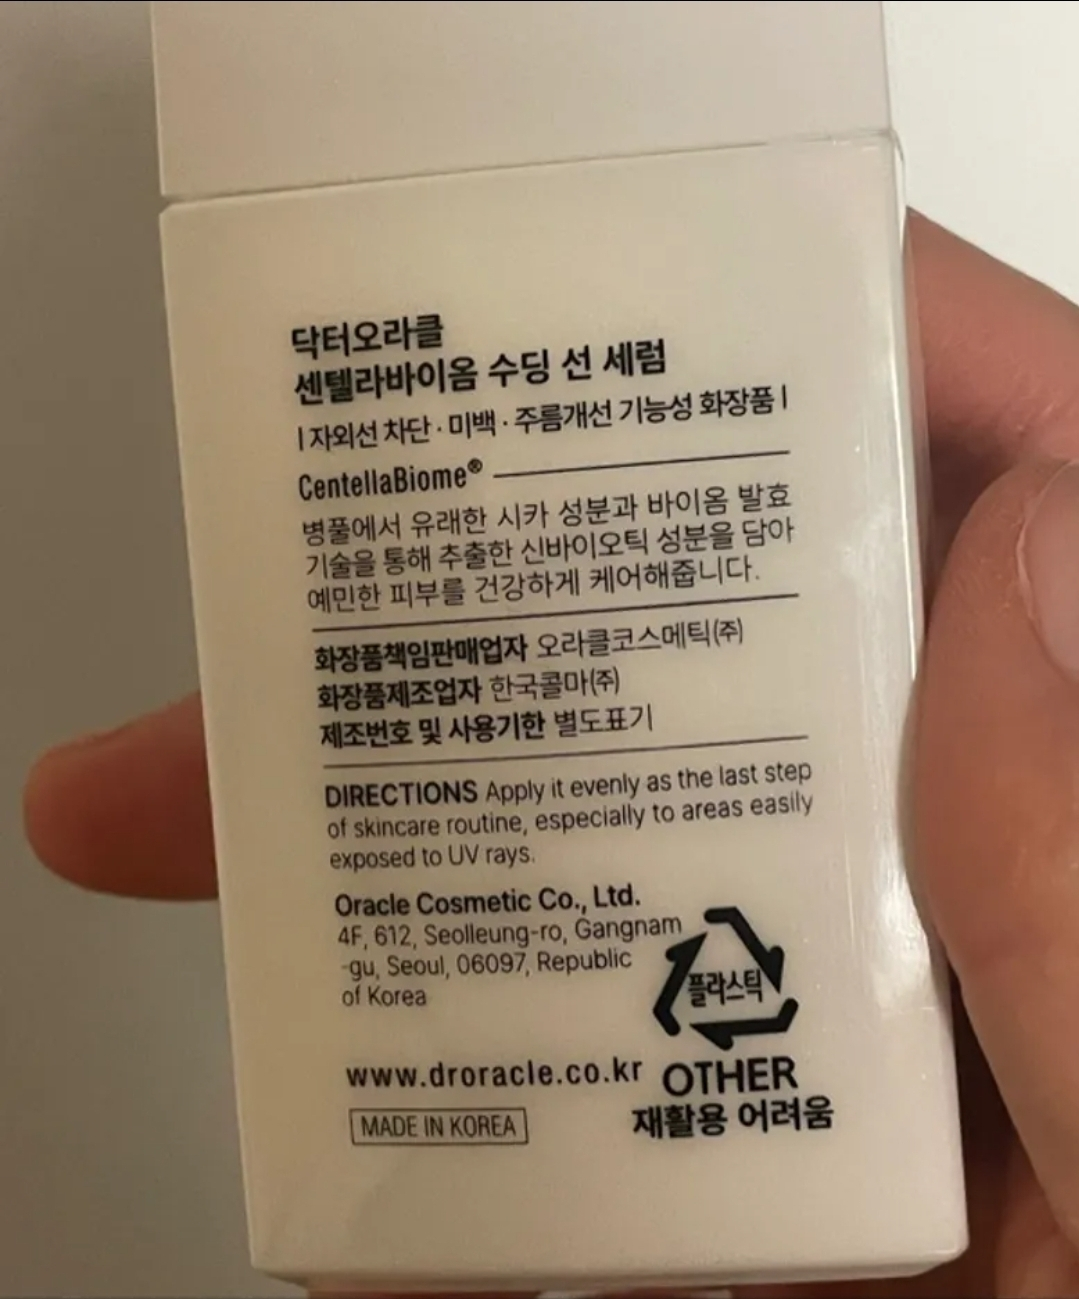 닥터오라클
센텔라바이옴 수딩 선 세럼
| 자외선 차단 · 미백 · 주름개선 기능성 화장품 |
CentellaBiome®
병풀에서 유래한 시카 성분과 바이옴 발효
기술을 통해 추출한 신바이오틱 성분을 담아
예민한 피부를 건강하게 케어해줍니다.
화장품책임판매업자 오라클코스메틱(주)
화장품제조업자 한국콜마(주)
제조번호 및 사용기한 별도표기
DIRECTIONS Apply it evenly as the last step
of skincare routine, especially to areas easily
exposed to UV rays.
Oracle Cosmetic Co., Ltd.
4F, 612, Seolleung-ro, Gangnam
-gu, Seoul, 06097, Republic
of Korea
플라스틱
OTHER
재활용 어려움
www.droracle.co.kr
MADE IN KOREA